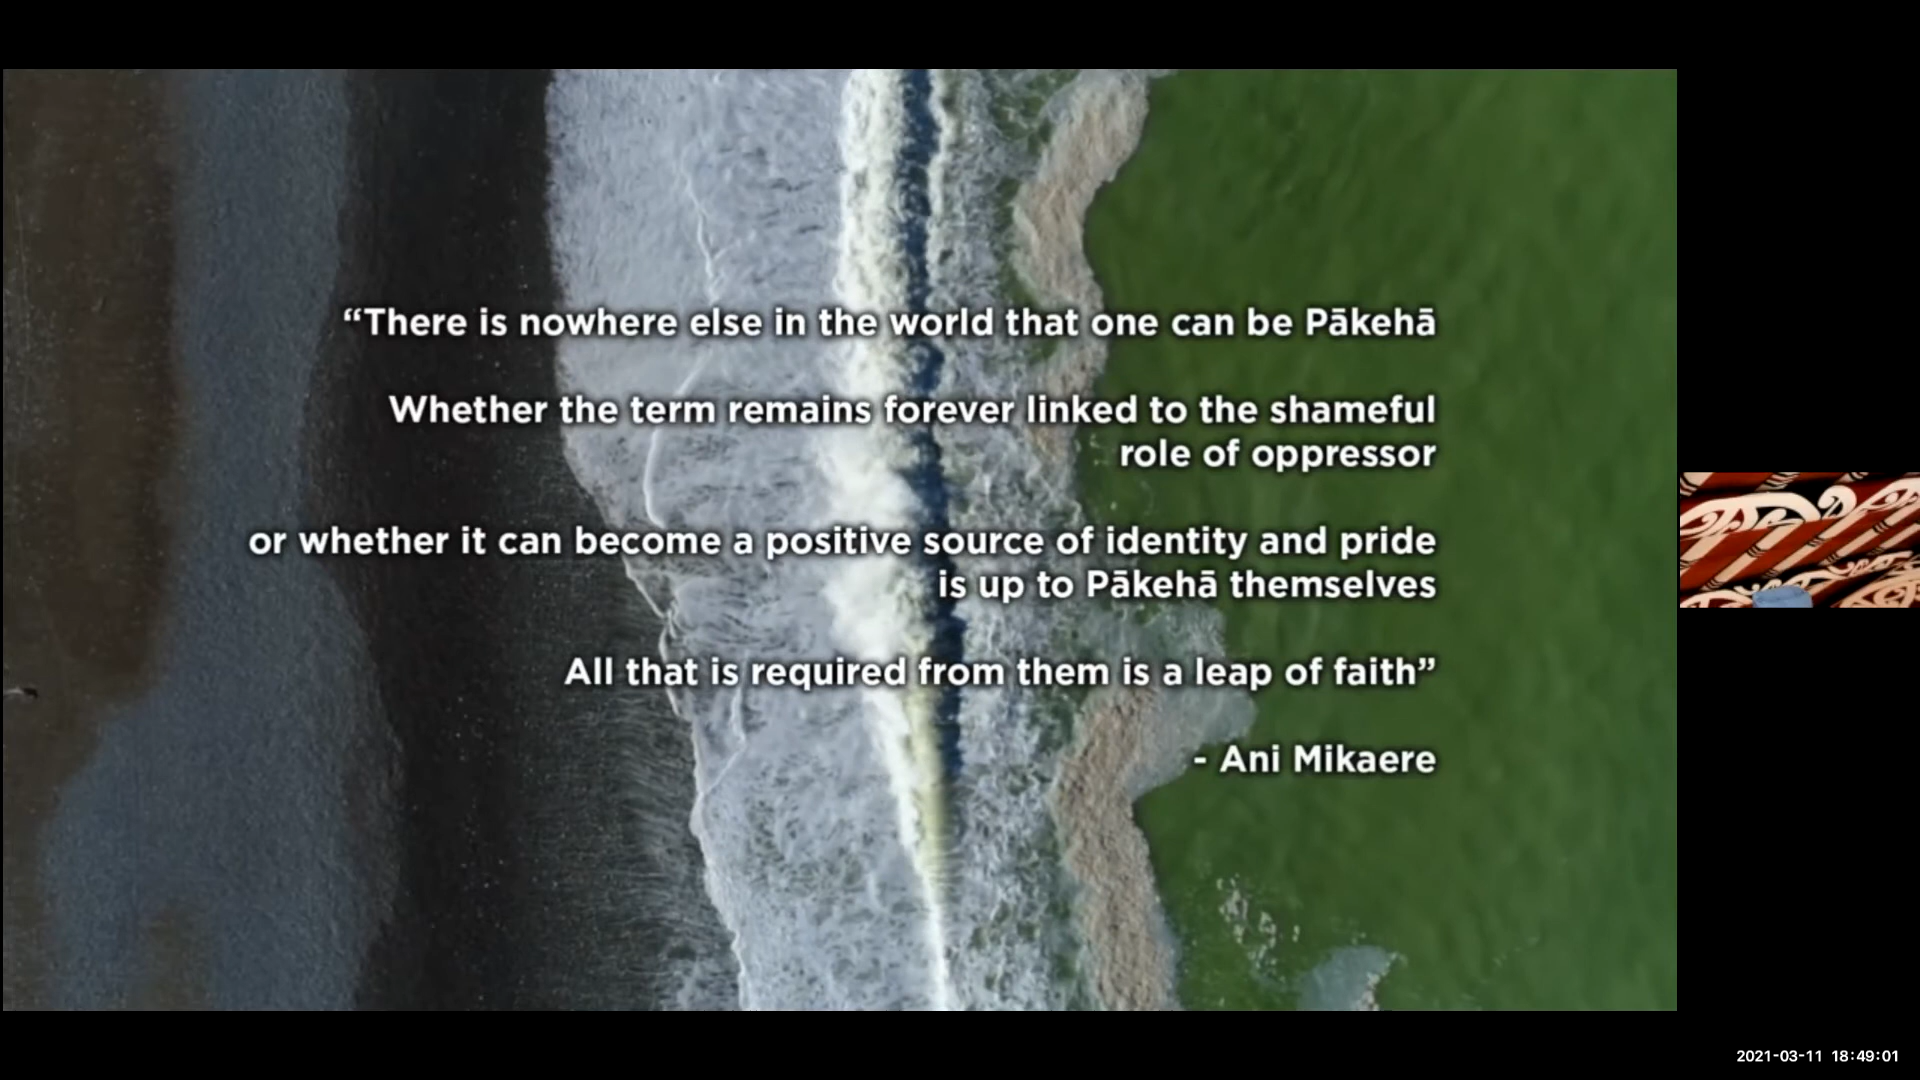 “There is nowhere else in the world that one can be Pākehā
Whether the term remains forever linked to the shameful
role of oppressor
or whether it can become a positive source of identity and pride
is up to Pākehā themselves
All that is required from them is a leap of faith”
- Ani Mikaere
2021-03-11 18:49:01